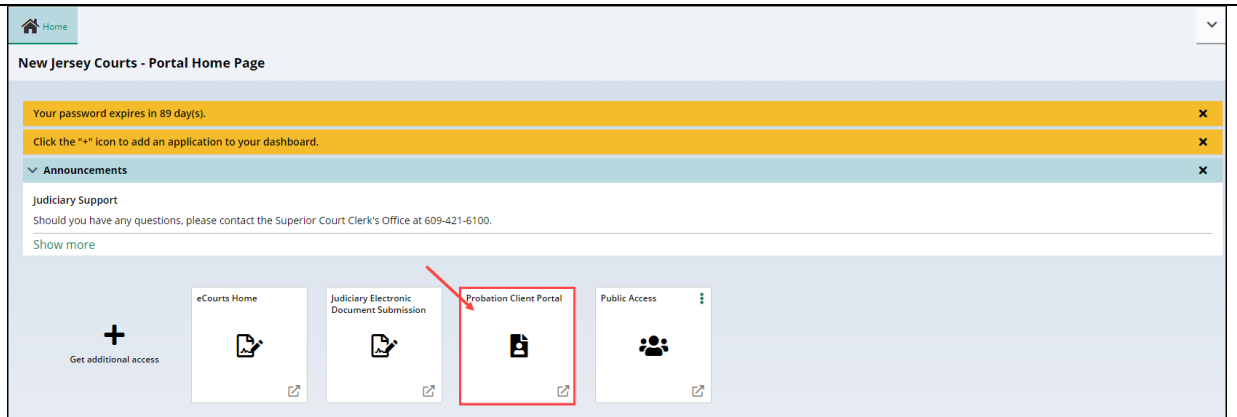 Home
New Jersey Courts - Portal Home Page
Your password expires in 89 day(s).
Click the "+" icon to add an application to your dashboard.
Announcements
Judiciary Support
Should you have any questions, please contact the Superior Court Clerk's Office at 609-421-6100.
Show more
Get additional access
eCourts Home
Judiciary Electronic
Document Submission
Probation Client Portal
Public Access